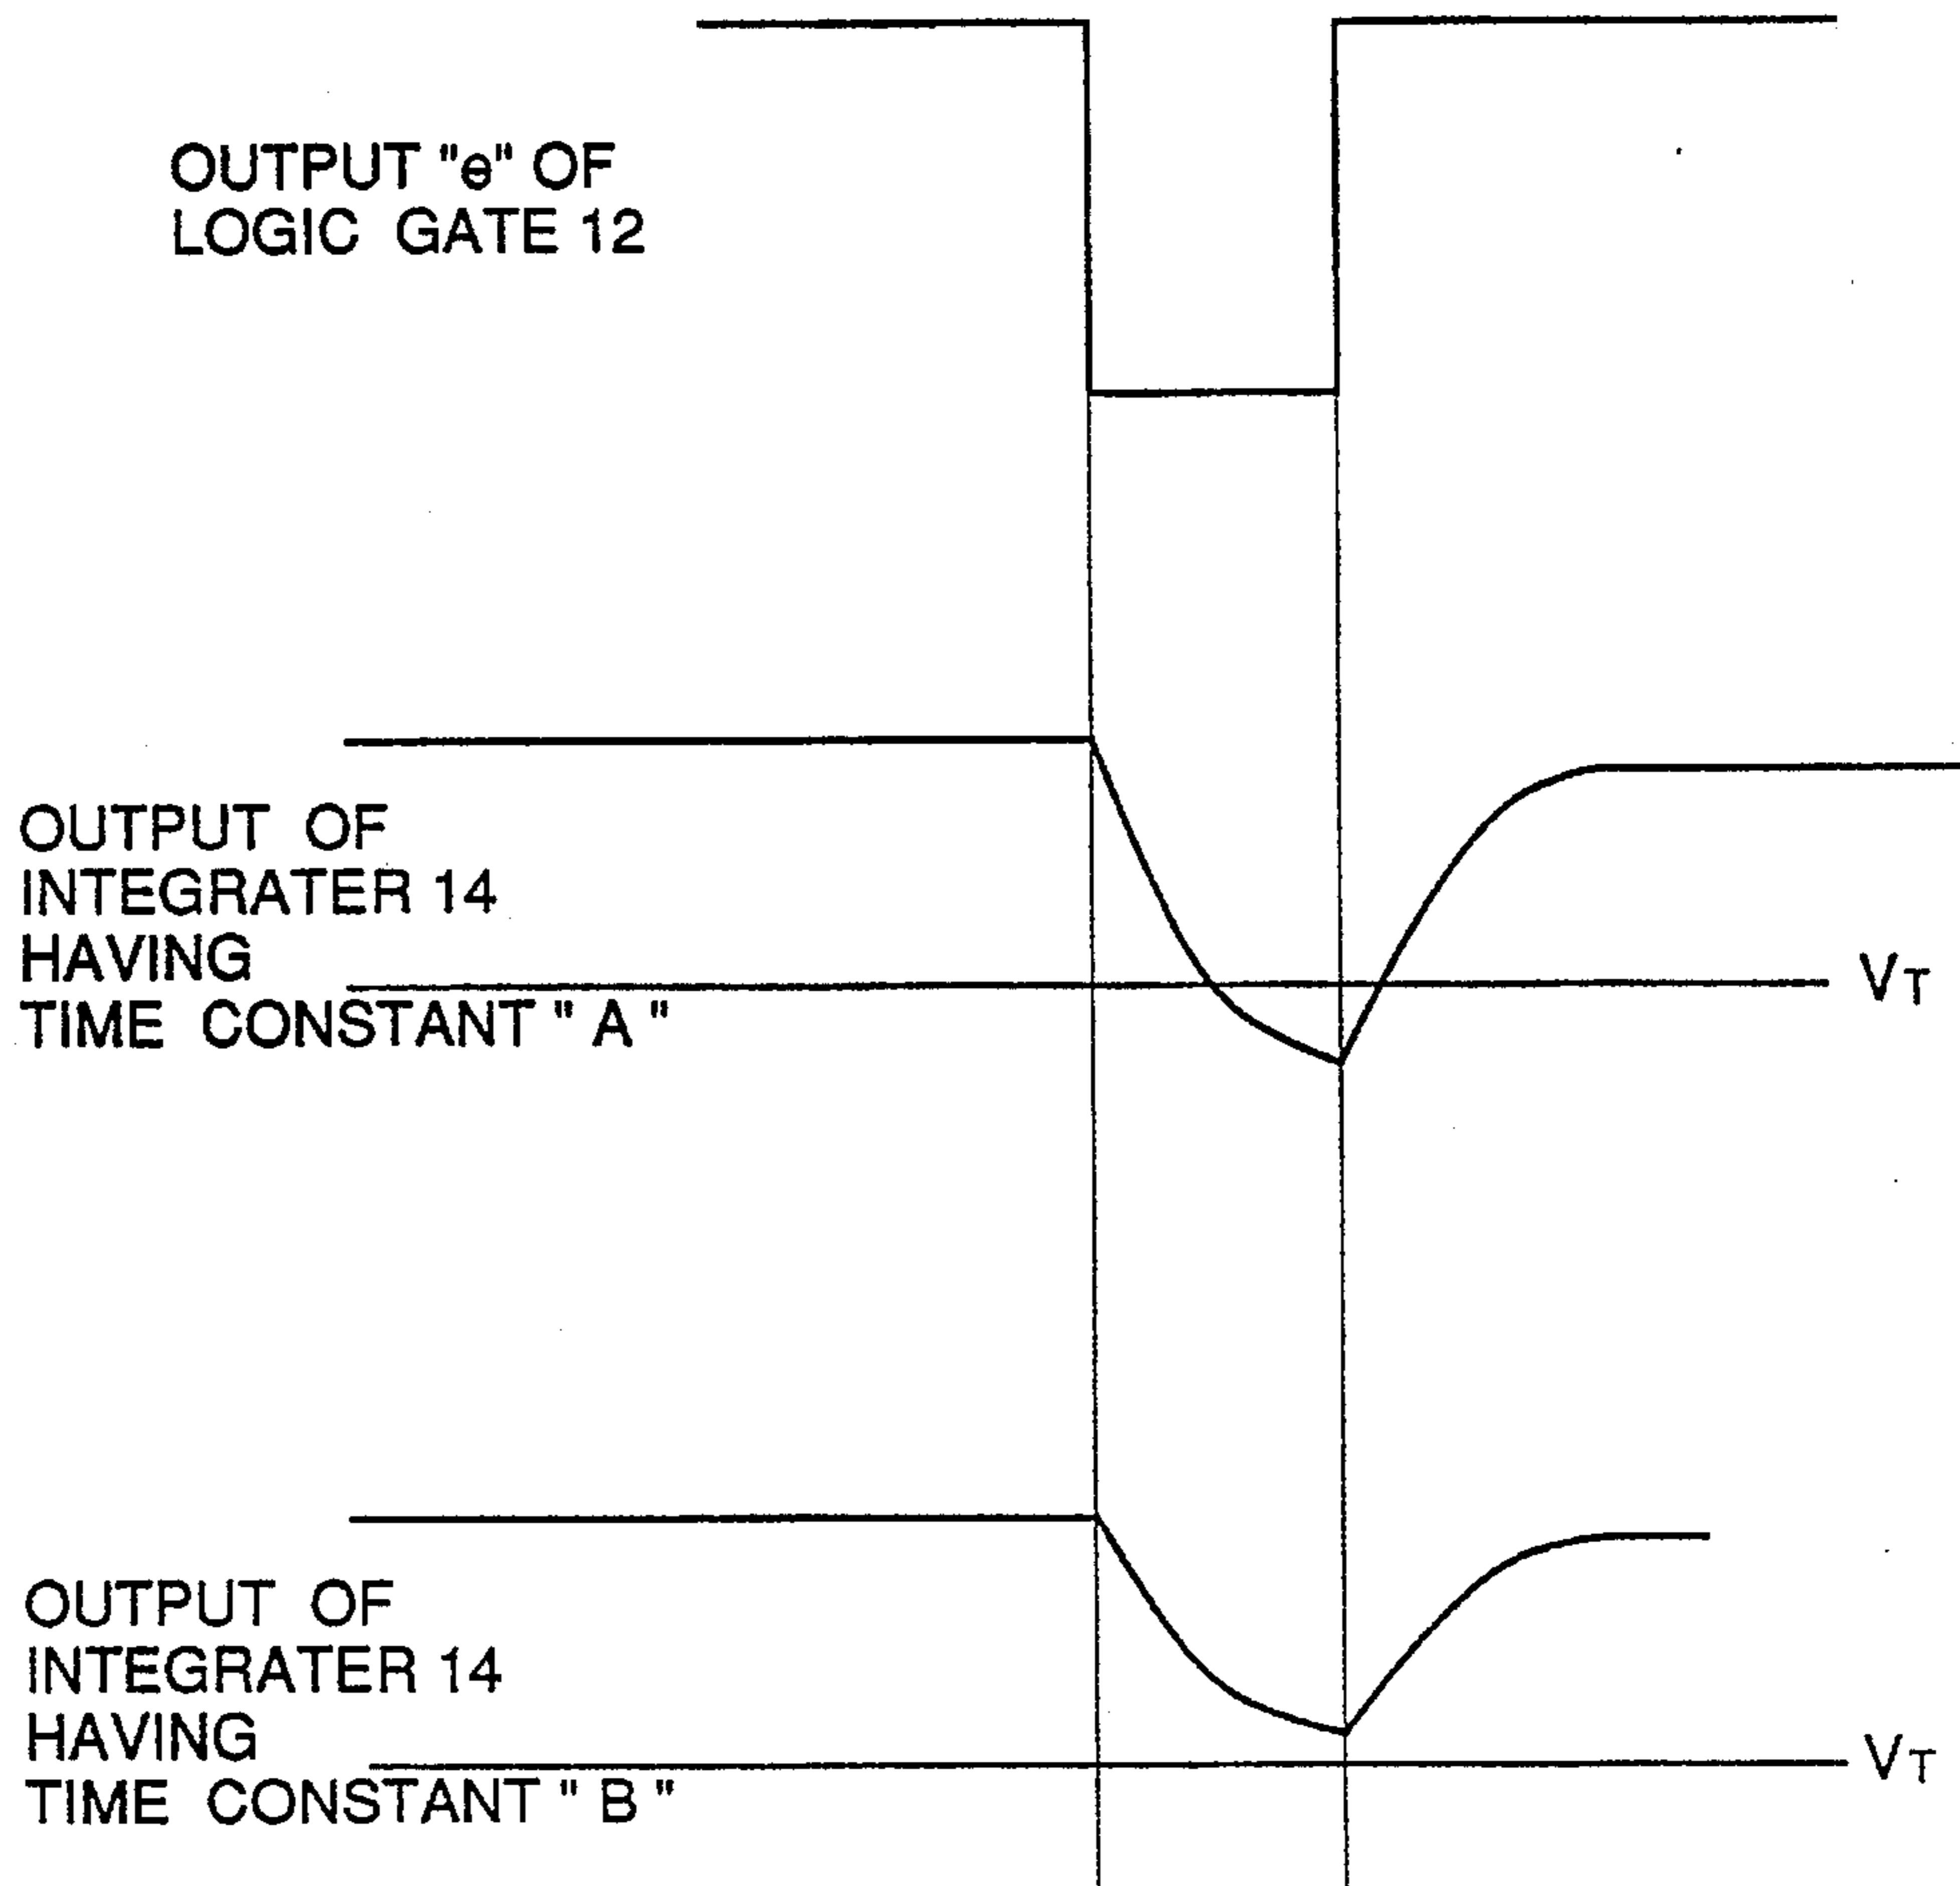 OUTPUT "e" OF
LOGIC GATE 12
OUTPUT OF
INTEGRATER 14
HAVING
TIME CONSTANT " A "
VT
OUTPUT OF
INTEGRATER 14
HAVING
TIME CONSTANT " B "
VT